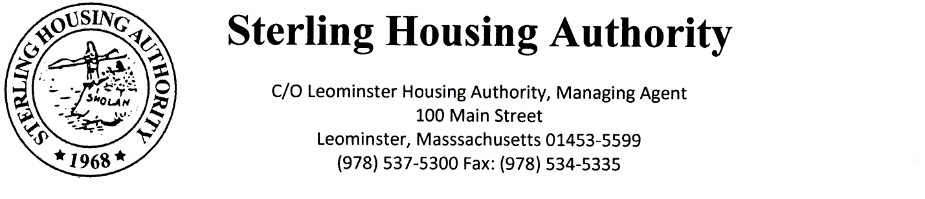 STERLING HOUSING AUTHORITY
SHOLAN
★ 1968 ★
Sterling Housing Authority
C/O Leominster Housing Authority, Managing Agent
100 Main Street
Leominster, Masssachusetts 01453-5599
(978) 537-5300 Fax: (978) 534-5335